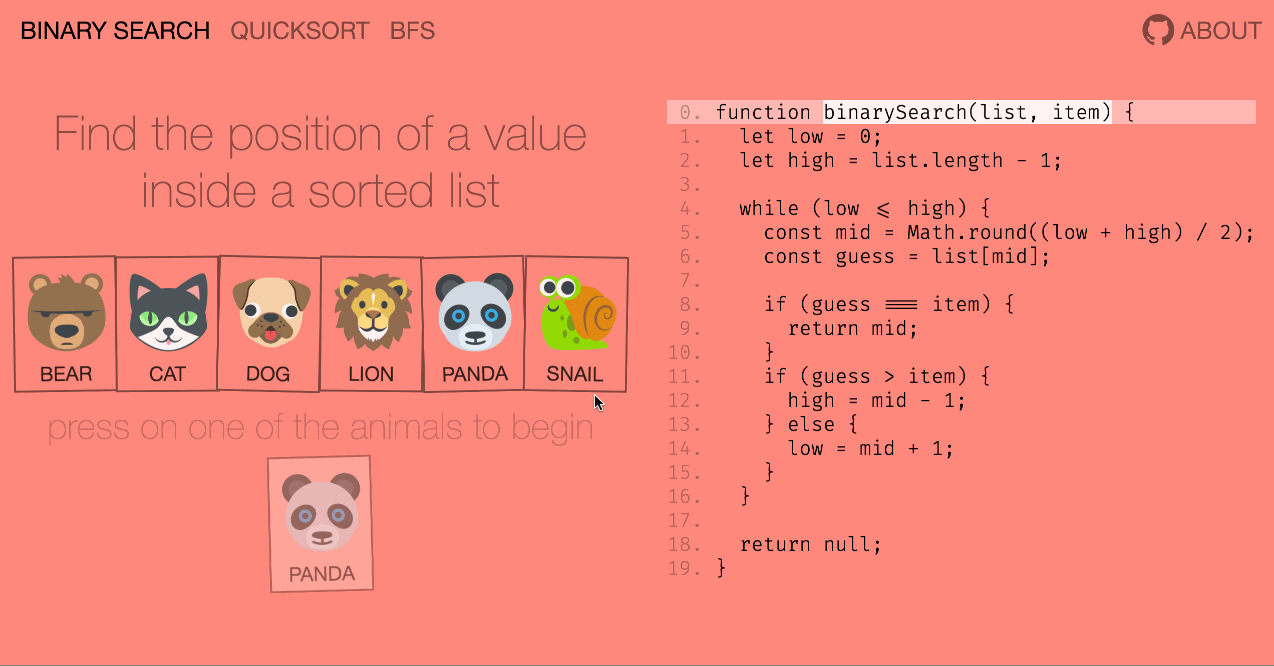 BINARY SEARCH QUICKSORT BFS ABOUT
Find the position of a value
inside a sorted list
BEAR CAT DOG LION PANDA SNAIL
press on one of the animals to begin
PANDA
0. function binarySearch(list, item) {
1. let low = 0;
2. let high = list.length - 1;
3.
4. while (low ≤ high) {
5. const mid = Math.round((low + high) / 2);
6. const guess = list[mid];
7.
8. if (guess === item) {
9. return mid;
10. }
11. if (guess > item) {
12. high = mid - 1;
13. } else {
14. low = mid + 1;
15. }
16. }
17.
18. return null;
19. }